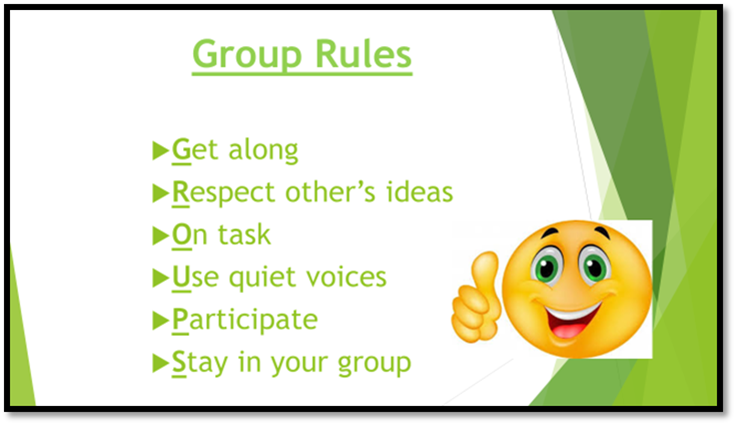 Group Rules
Get along
Respect other’s ideas
On task
Use quiet voices
Participate
Stay in your group